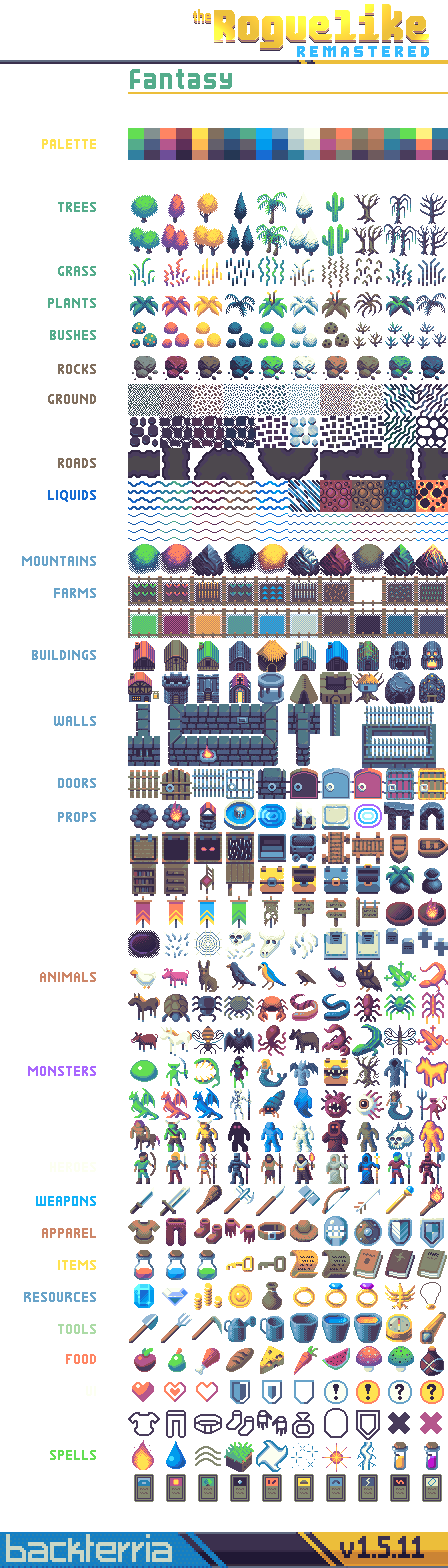 the Roguelike
REMASTERED
Fantasy
PALETTE
TREES
GRASS
PLANTS
BUSHES
ROCKS
GROUND
ROADS
LIQUIDS
MOUNTAINS
FARMS
BUILDINGS
WALLS
DOORS
PROPS
ANIMALS
MONSTERS
WEAPONS
APPAREL
ITEMS
RESOURCES
TOOLS
FOOD
SPELLS
backterria
v1.5.11